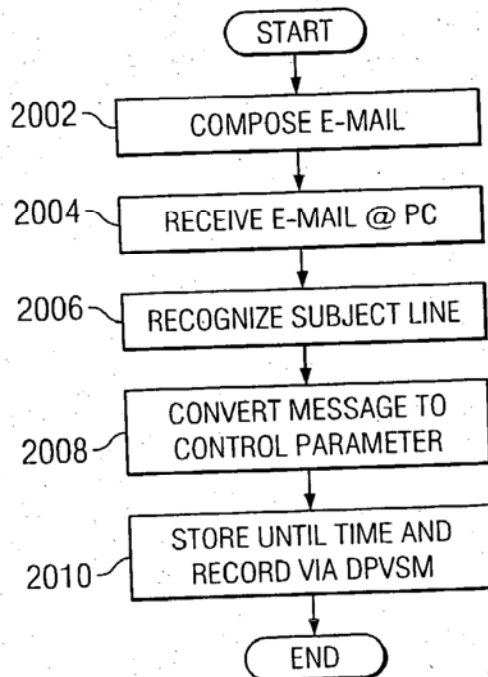 START
2002
COMPOSE E-MAIL
2004
RECEIVE E-MAIL @ PC
2006
RECOGNIZE SUBJECT LINE
2008
CONVERT MESSAGE TO
CONTROL PARAMETER
2010
STORE UNTIL TIME AND
RECORD VIA DPVSM
END